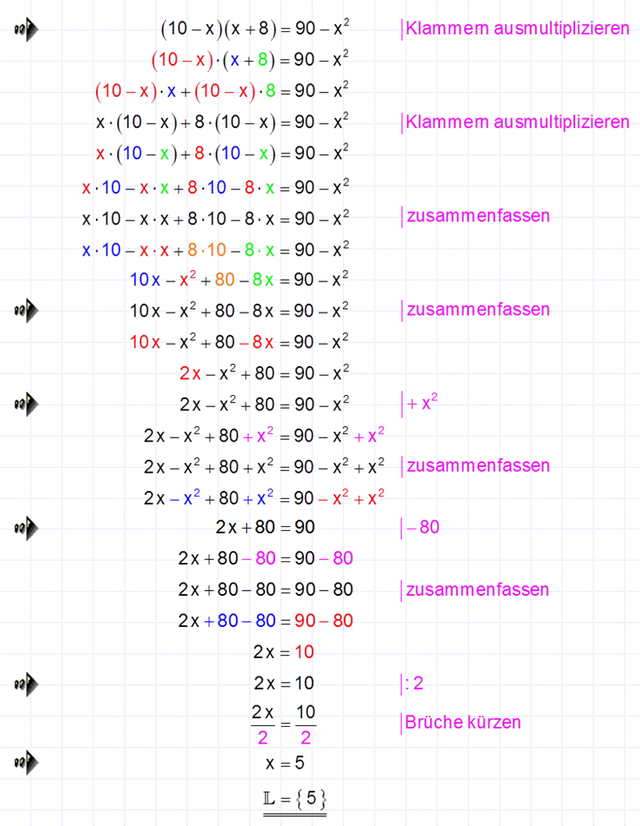 (10 – x)(x + 8) = 90 – x² |Klammern ausmultiplizieren
(10 – x)·(x + 8) = 90 – x²
(10 – x)·x + (10 – x)·8 = 90 – x²
x·(10 – x) + 8·(10 – x) = 90 – x² |Klammern ausmultiplizieren
x·(10 – x) + 8·(10 – x) = 90 – x²
x·10 – x·x + 8·10 – 8·x = 90 – x²
x·10 – x·x + 8·10 – 8·x = 90 – x² |zusammenfassen
x·10 – x·x + 8·10 – 8·x = 90 – x²
10x – x² + 80 – 8x = 90 – x²
10x – x² + 80 – 8x = 90 – x² |zusammenfassen
10x – x² + 80 – 8x = 90 – x²
2x – x² + 80 = 90 – x²
2x – x² + 80 = 90 – x² |+ x²
2x – x² + 80 + x² = 90 – x² + x²
2x – x² + 80 + x² = 90 – x² + x² |zusammenfassen
2x – x² + 80 + x² = 90 – x² + x²
2x + 80 = 90 |– 80
2x + 80 – 80 = 90 – 80
2x + 80 – 80 = 90 – 80 |zusammenfassen
2x + 80 – 80 = 90 – 80
2x = 10
2x = 10 |: 2
2x/2 = 10/2 |Brüche kürzen
x = 5
𝕃 = {5}